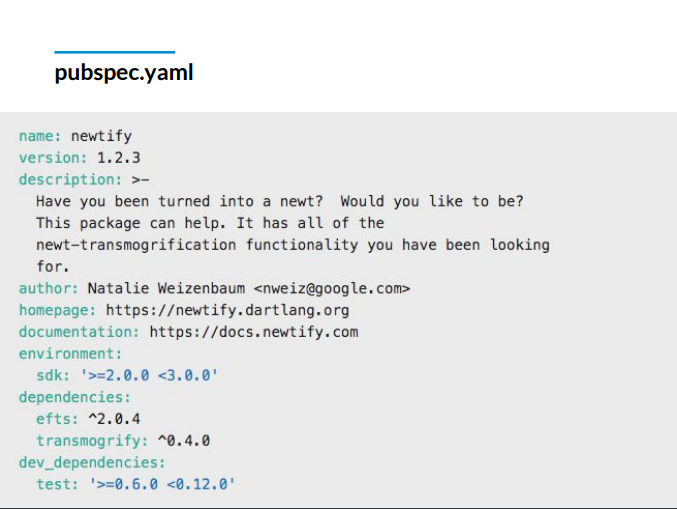 pubspec.yaml
name: newtify
version: 1.2.3
description: >-
  Have you been turned into a newt?  Would you like to be?
  This package can help. It has all of the
  newt-transmogrification functionality you have been looking
  for.
author: Natalie Weizenbaum <nweiz@google.com>
homepage: https://newtify.dartlang.org
documentation: https://docs.newtify.com
environment:
  sdk: '>=2.0.0 <3.0.0'
dependencies:
  efts: ^2.0.4
  transmogrify: ^0.4.0
dev_dependencies:
  test: '>=0.6.0 <0.12.0'